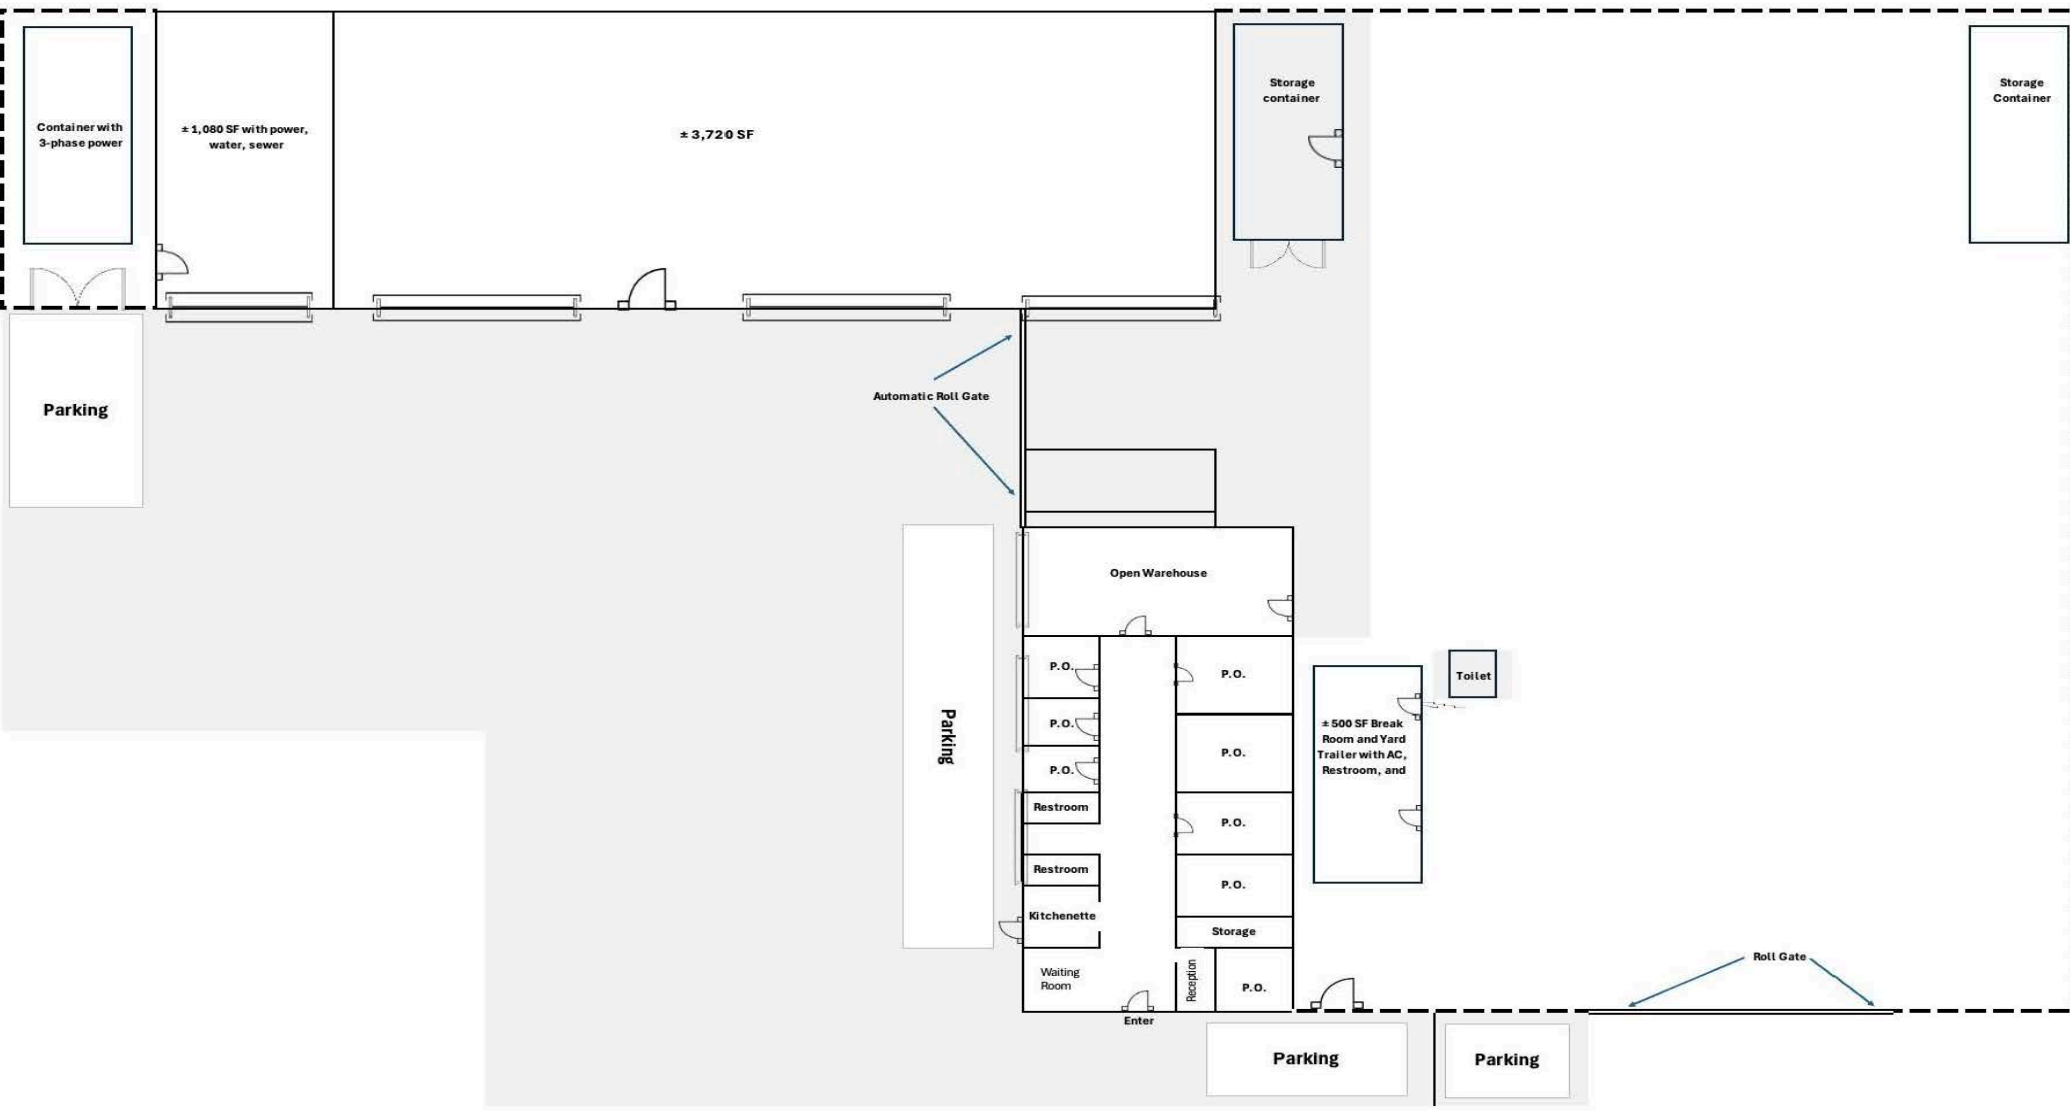 Container with
3-phase power
± 1,080 SF with power,
water, sewer
± 3,720 SF
Storage
container
Storage
Container
Parking
Automatic Roll Gate
Open Warehouse
Parking
P.O.
P.O.
P.O.
P.O.
P.O.
Restroom
P.O.
Restroom
P.O.
Kitchenette
Storage
Waiting
Room
Reception
P.O.
Enter
Toilet
± 500 SF Break
Room and Yard
Trailer with AC,
Restroom, and
Roll Gate
Parking
Parking